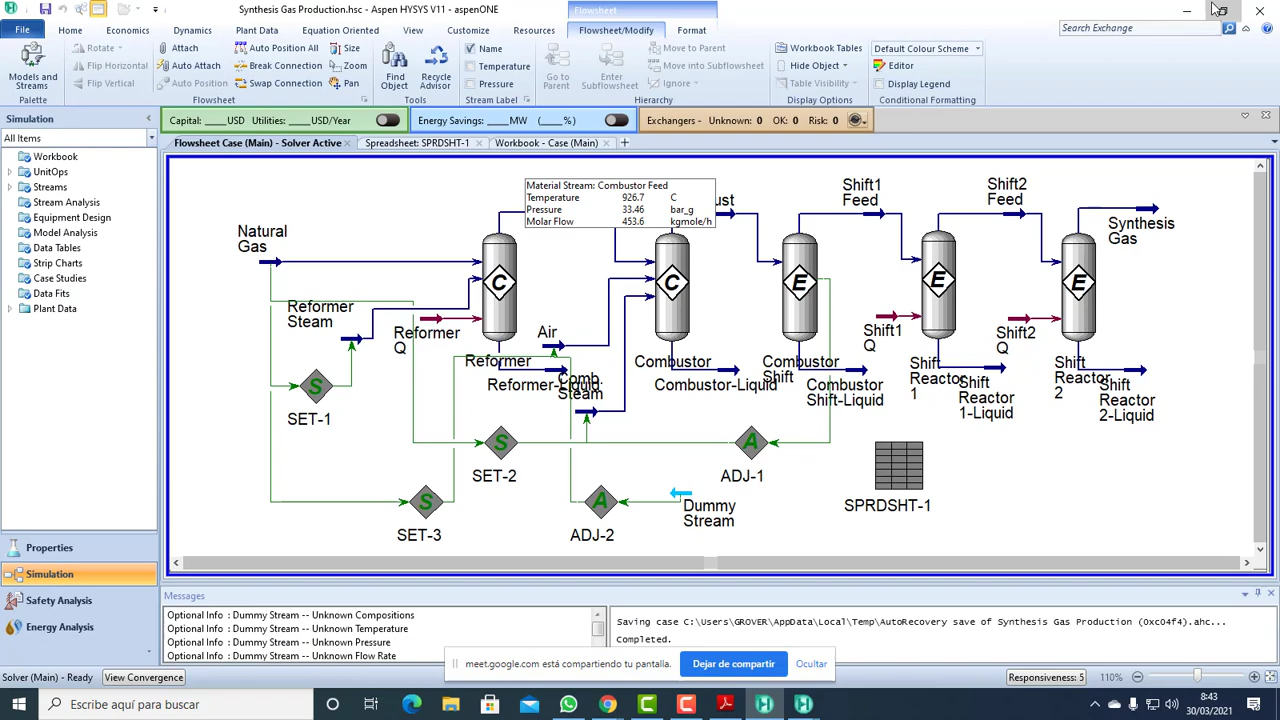 Synthesis Gas Production.hsc - Aspen HYSYS V11 - aspenONE
Flowsheet
File Home Economics Dynamics Plant Data Equation Oriented View Customize Resources Flowsheet/Modify Format
Search Exchange
Models and Streams
Palette
Rotate
Flip Horizontal
Flip Vertical
Attach
Auto Attach
Auto Position
Auto Position All
Break Connection
Swap Connection
Size
Zoom
Pan
Flowsheet
Find Object
Recycle Advisor
Tools
Name
Temperature
Pressure
Stream Label
Go to Parent
Enter Subflowsheet
Move to Parent
Move into Subflowsheet
Ignore
Hierarchy
Workbook Tables
Hide Object
Table Visibility
Display Options
Default Colour Scheme
Editor
Display Legend
Conditional Formatting
Simulation
Capital: ____USD Utilities: ____USD/Year
Energy Savings: ____MW (____%)
Exchangers - Unknown: 0 OK: 0 Risk: 0
All Items
Flowsheet Case (Main) - Solver Active
Spreadsheet: SPRDSHT-1
Workbook - Case (Main)
Workbook
UnitOps
Streams
Stream Analysis
Equipment Design
Model Analysis
Data Tables
Strip Charts
Case Studies
Data Fits
Plant Data
Properties
Simulation
Safety Analysis
Energy Analysis
Material Stream: Combustor Feed
Temperature 926.7 C
Pressure 33.46 bar_g
Molar Flow 453.6 kgmole/h
ust
Shift1
Feed
Shift2
Feed
Synthesis
Gas
Natural
Gas
C
C
E
E
E
Reformer
Steam
Reformer
Q
Air
Shift1
Q
Shift2
Q
Reformer
Reformer-Liquid
Comb
Steam
Combustor
Combustor-Liquid
Combustor
Shift
Combustor
Shift-Liquid
Shift
Reactor
1
Shift
Reactor
1-Liquid
Shift
Reactor
2
Shift
Reactor
2-Liquid
S
SET-1
S
SET-2
A
ADJ-1
S
SET-3
A
ADJ-2
Dummy
Stream
SPRDSHT-1
Messages
Optional Info : Dummy Stream -- Unknown Compositions
Optional Info : Dummy Stream -- Unknown Temperature
Optional Info : Dummy Stream -- Unknown Pressure
Optional Info : Dummy Stream -- Unknown Flow Rate
Saving case C:\Users\GROVER\AppData\Local\Temp\AutoRecovery save of Synthesis Gas Production (0xc04f4).ahc...
Completed.
meet.google.com está compartiendo tu pantalla.
Dejar de compartir
Ocultar
Solver (Main) - Ready
View Convergence
Responsiveness: 5
110%
Escribe aquí para buscar
8:43
30/03/2021